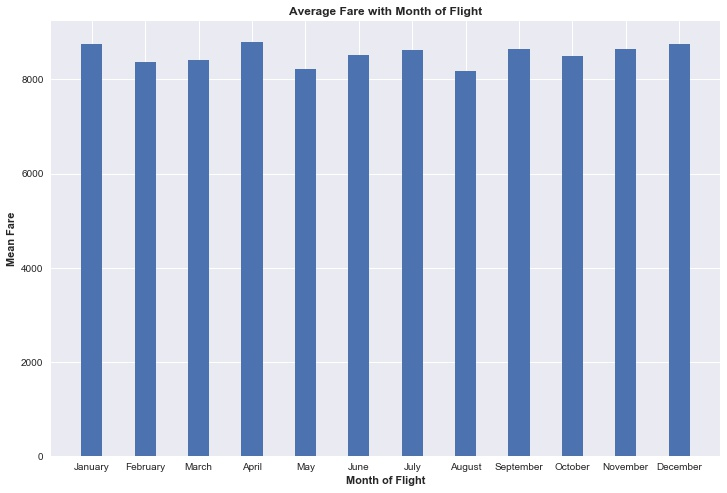 Average Fare with Month of Flight
8000
6000
4000
2000
0
Mean Fare
January February March April May June July August September October November December
Month of Flight